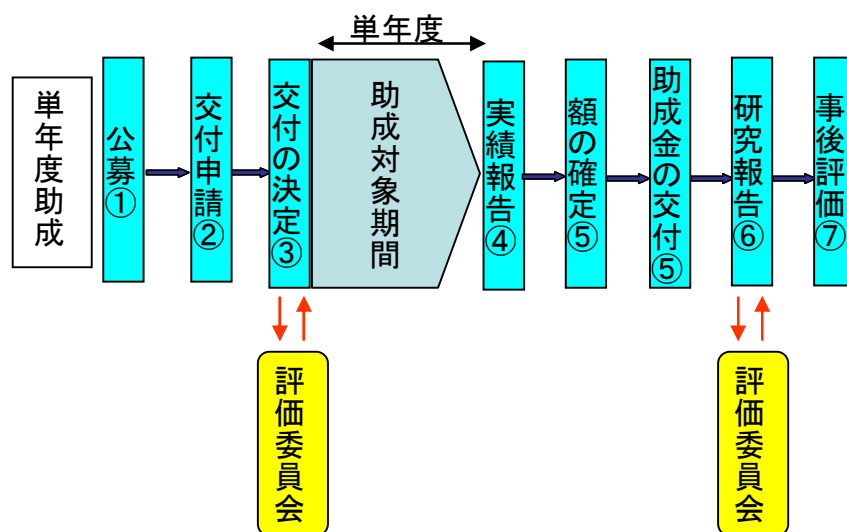 単年度
単年度助成
公募①
交付申請②
交付の決定③
助成対象期間
実績報告④
額の確定⑤
助成金の交付⑤
研究報告⑥
事後評価⑦
評価委員会
評価委員会